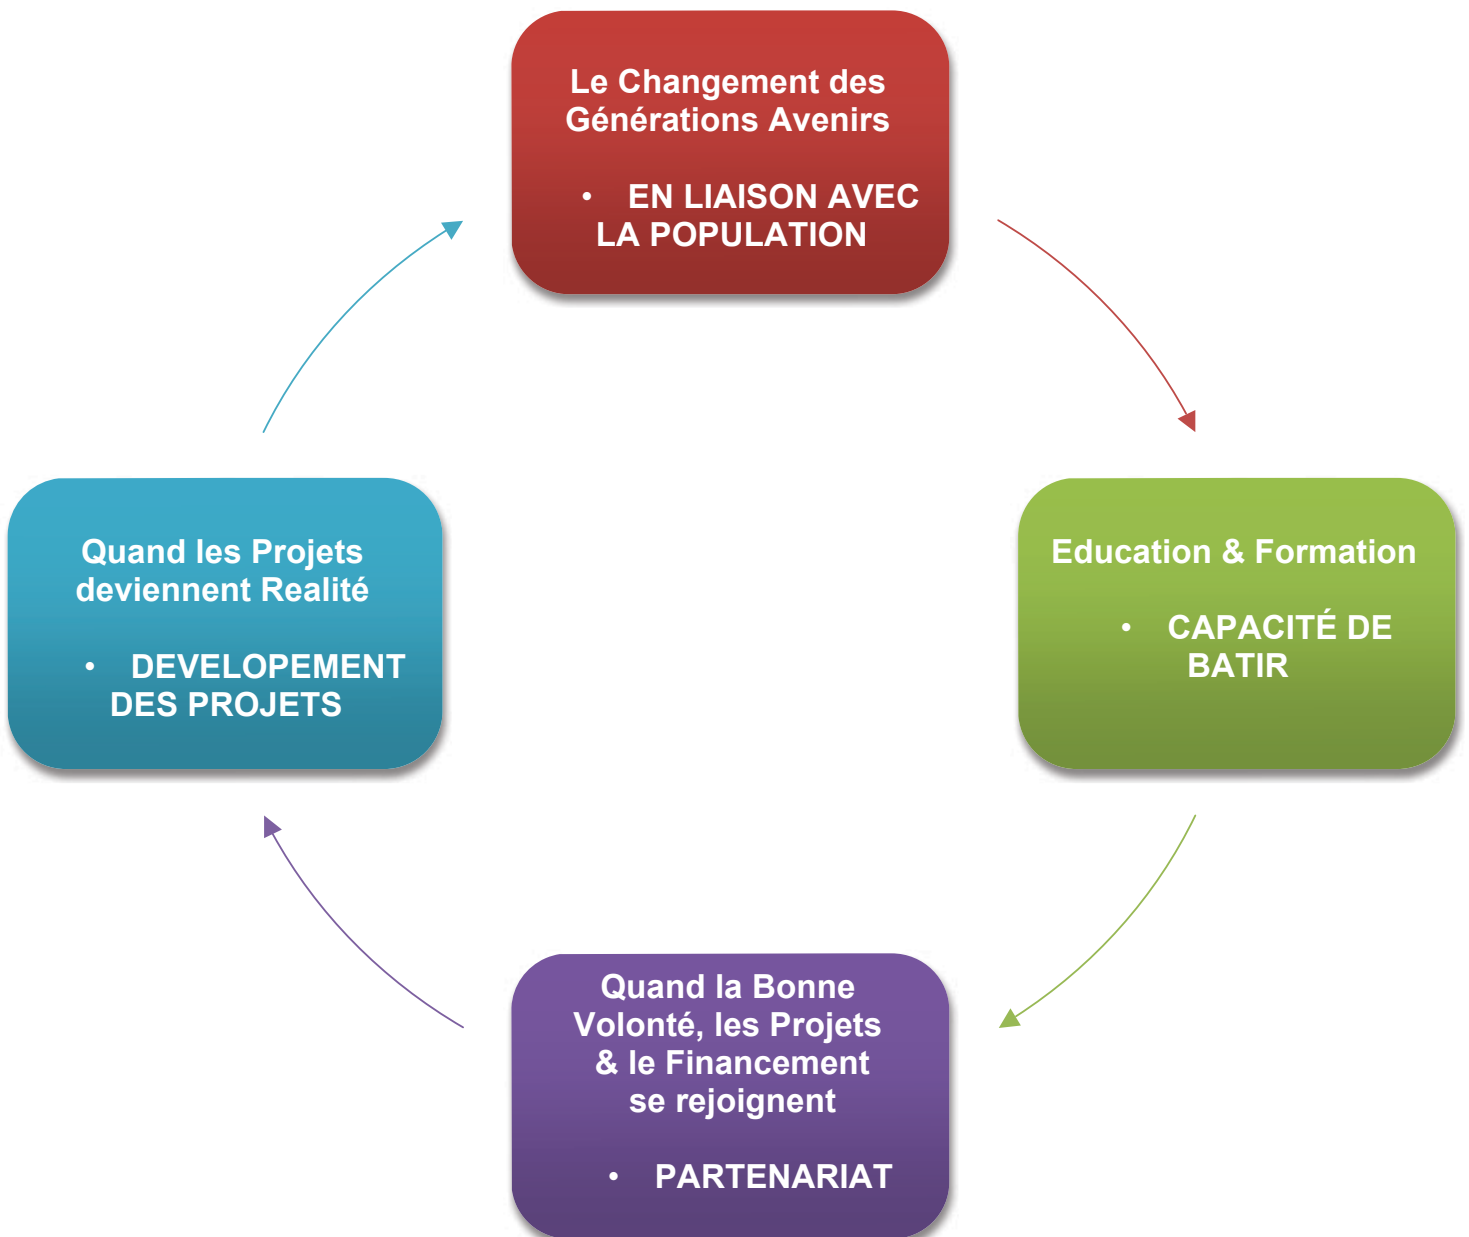 Le Changement des
Générations Avenirs
• EN LIAISON AVEC
LA POPULATION
Quand les Projets
deviennent Realité
• DEVELOPEMENT
DES PROJETS
Education & Formation
• CAPACITÉ DE
BATIR
Quand la Bonne
Volonté, les Projets
& le Financement
se rejoignent
• PARTENARIAT